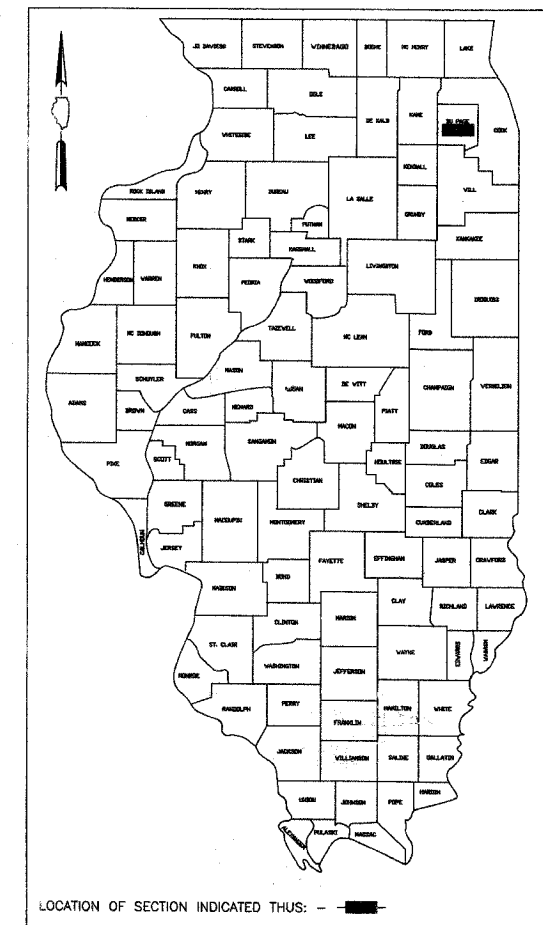 JO DAVIESS STEPHENSON WINNEBAGO BOONE MC HENRY LAKE
CARROLL OGLE DE KALB KANE DU PAGE COOK
WHITESIDE LEE
KENDALL WILL
ROCK ISLAND HENRY BUREAU LA SALLE GRUNDY
MERCER PUTNAM KANKAKEE
STARK MARSHALL
HENDERSON WARREN KNOX PEORIA WOODFORD LIVINGSTON IROQUOIS
HANCOCK MC DONOUGH FULTON TAZEWELL MC LEAN FORD
SCHUYLER MASON LOGAN DE WITT CHAMPAIGN VERMILION
ADAMS BROWN CASS MENARD MACON PIATT
SANGAMON DOUGLAS
PIKE SCOTT MORGAN CHRISTIAN MOULTRIE COLES EDGAR
GREENE MACOUPIN MONTGOMERY SHELBY CUMBERLAND CLARK
CALHOUN JERSEY FAYETTE EFFINGHAM JASPER CRAWFORD
MADISON BOND CLAY RICHLAND LAWRENCE
CLINTON MARION
ST. CLAIR WASHINGTON WAYNE EDWARDS WABASH
MONROE JEFFERSON
RANDOLPH PERRY FRANKLIN HAMILTON WHITE
JACKSON WILLIAMSON SALINE GALLATIN
UNION JOHNSON POPE HARDIN
ALEXANDER PULASKI MASSAC
LOCATION OF SECTION INDICATED THUS: - -